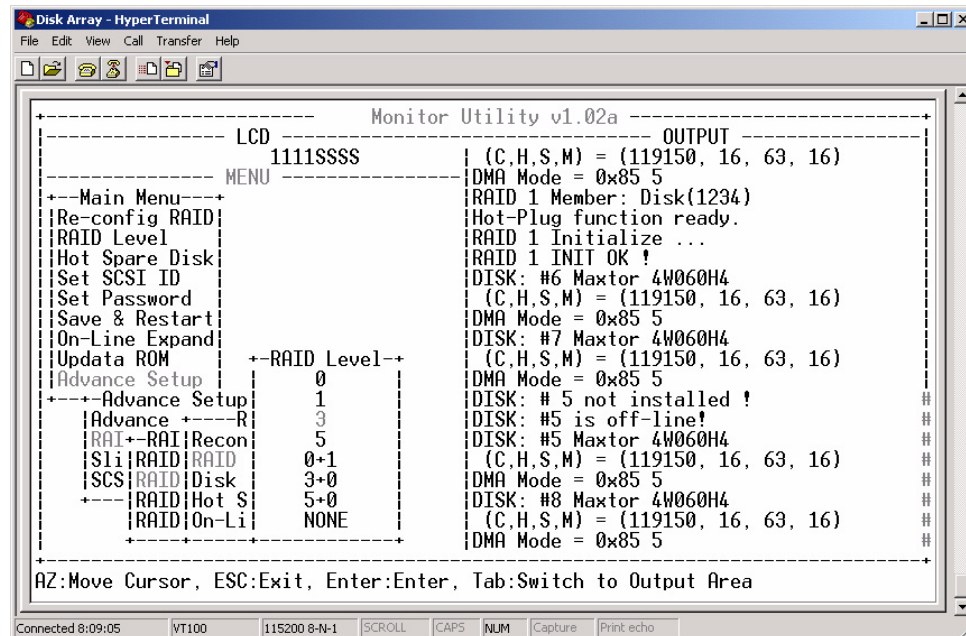 Disk Array - HyperTerminal
File Edit View Call Transfer Help
Monitor Utility v1.02a
LCD
1111SSSS
MENU
+--Main Menu---+
||Re-config RAID|
||RAID Level |
||Hot Spare Disk|
||Set SCSI ID |
||Set Password |
||Save & Restart|
||On-Line Expand|
||Updata ROM | +-RAID Level-+
||Advance Setup | | 0 |
+--+-Advance Setup| 1 |
|Advance +----R| 3 |
|RAI+-RAI|Recon| 5 |
|Sli|RAID|RAID | 0+1 |
|SCS|RAID|Disk | 3+0 |
+---|RAID|Hot S| 5+0 |
|RAID|On-Li| NONE |
OUTPUT
(C,H,S,M) = (119150, 16, 63, 16)
DMA Mode = 0x85 5
RAID 1 Member: Disk(1234)
Hot-Plug function ready.
RAID 1 Initialize ...
RAID 1 INIT OK !
DISK: #6 Maxtor 4W060H4
(C,H,S,M) = (119150, 16, 63, 16)
DMA Mode = 0x85 5
DISK: #7 Maxtor 4W060H4
(C,H,S,M) = (119150, 16, 63, 16)
DMA Mode = 0x85 5
DISK: # 5 not installed ! #
DISK: #5 is off-line! #
DISK: #5 Maxtor 4W060H4 #
(C,H,S,M) = (119150, 16, 63, 16) #
DMA Mode = 0x85 5 #
DISK: #8 Maxtor 4W060H4 #
(C,H,S,M) = (119150, 16, 63, 16) #
DMA Mode = 0x85 5 #
AZ:Move Cursor, ESC:Exit, Enter:Enter, Tab:Switch to Output Area
Connected 8:09:05 VT100 115200 8-N-1 SCROLL CAPS NUM Capture Print echo